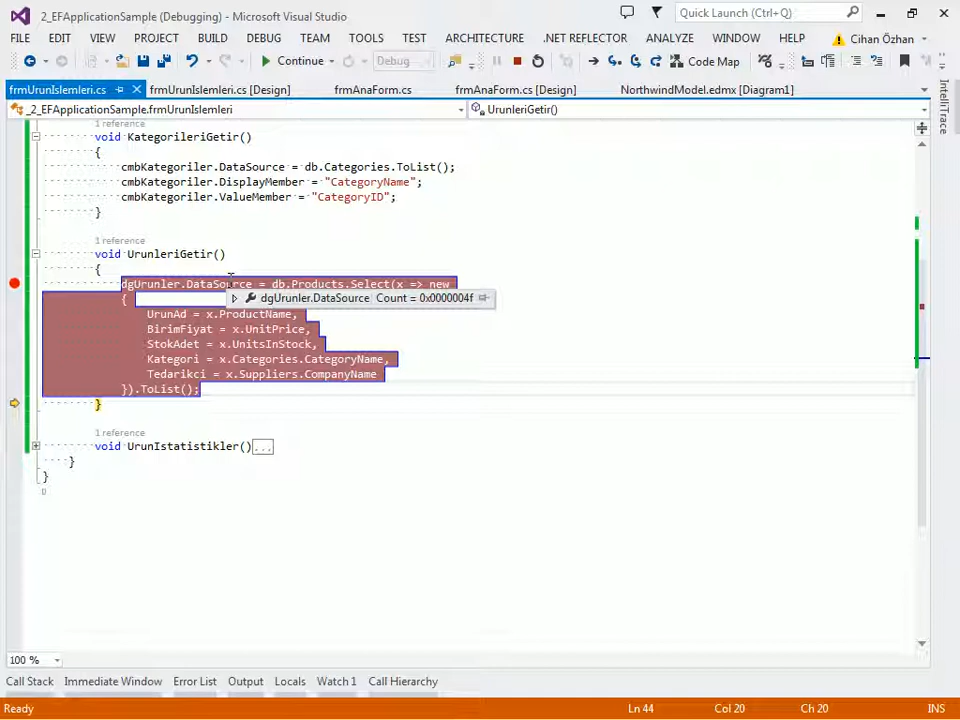 2_EFApplicationSample (Debugging) - Microsoft Visual Studio
Quick Launch (Ctrl+Q)
FILE EDIT VIEW PROJECT BUILD DEBUG TEAM TOOLS TEST ARCHITECTURE .NET REFLECTOR ANALYZE WINDOW HELP Cihan Özhan
Continue Debug Code Map
frmUrunIslemleri.cs frmUrunIslemleri.cs [Design] frmAnaForm.cs frmAnaForm.cs [Design] NorthwindModel.edmx [Diagram1]
_2_EFApplicationSample.frmUrunIslemleri UrunleriGetir()
IntelliTrace
1 reference
void KategorileriGetir()
{
cmbKategoriler.DataSource = db.Categories.ToList();
cmbKategoriler.DisplayMember = "CategoryName";
cmbKategoriler.ValueMember = "CategoryID";
}
1 reference
void UrunleriGetir()
{
dgUrunler.DataSource = db.Products.Select(x => new
{
dgUrunler.DataSource Count = 0x0000004f
UrunAd = x.ProductName,
BirimFiyat = x.UnitPrice,
StokAdet = x.UnitsInStock,
Kategori = x.Categories.CategoryName,
Tedarikci = x.Suppliers.CompanyName
}).ToList();
}
1 reference
void UrunIstatistikler()...
}
}
100 %
Call Stack Immediate Window Error List Output Locals Watch 1 Call Hierarchy
Ready Ln 44 Col 20 Ch 20 INS